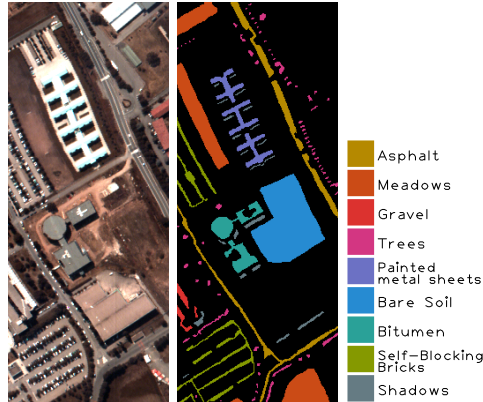 Asphalt
Meadows
Gravel
Trees
Painted
metal sheets
Bare Soil
Bitumen
Self-Blocking
Bricks
Shadows